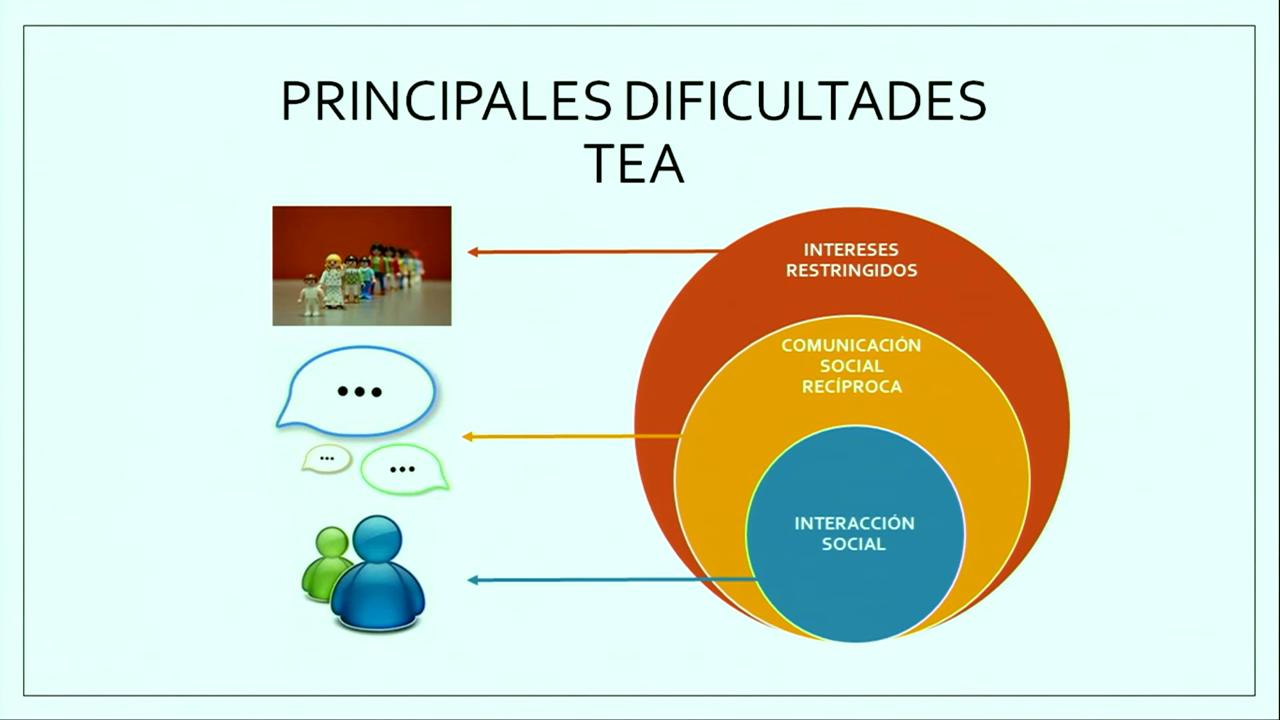 PRINCIPALES DIFICULTADES
TEA
INTERESES
RESTRINGIDOS
COMUNICACIÓN
SOCIAL
RECÍPROCA
INTERACCIÓN
SOCIAL